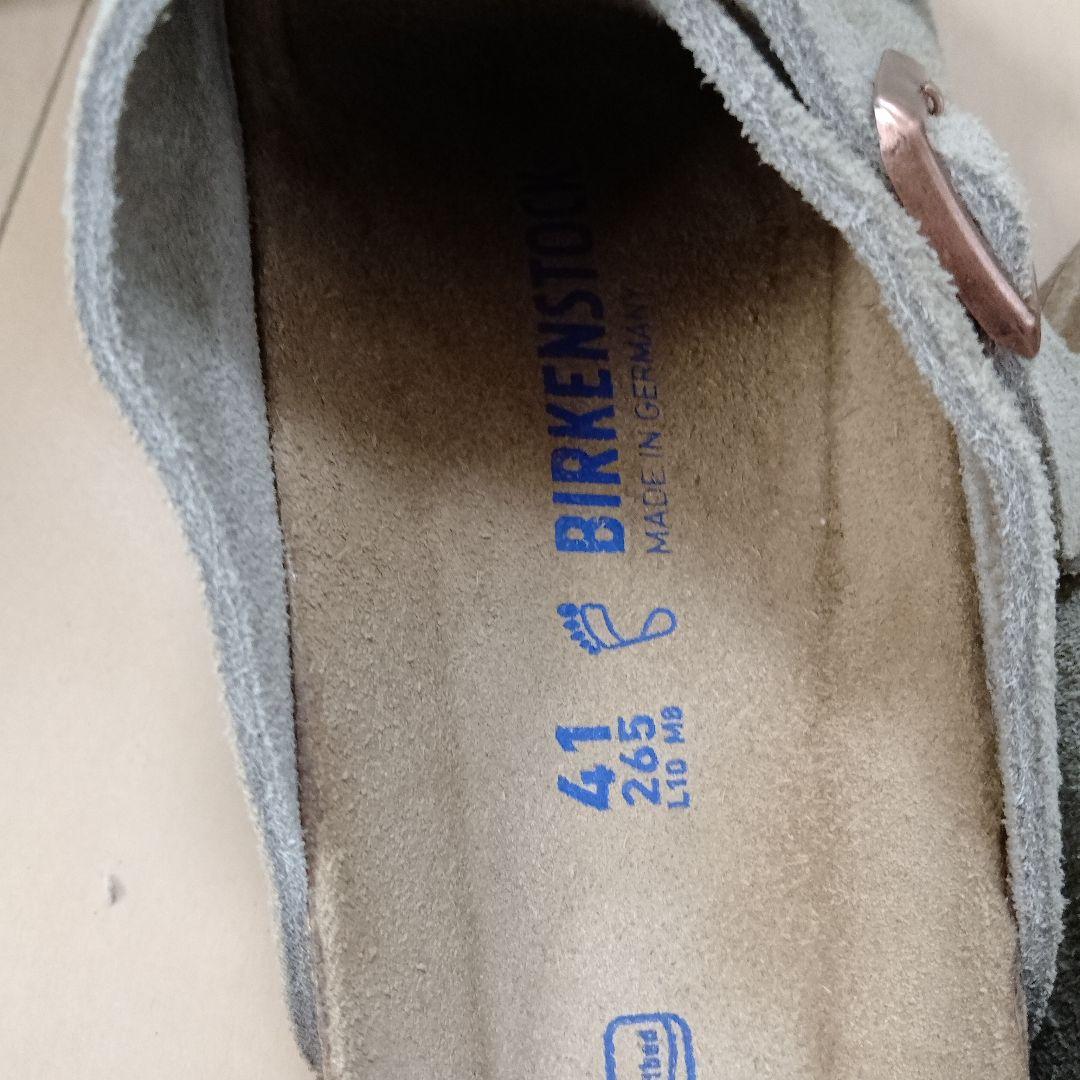 BIRKENSTOCK
MADE IN GERMANY
41
265
L10 M8